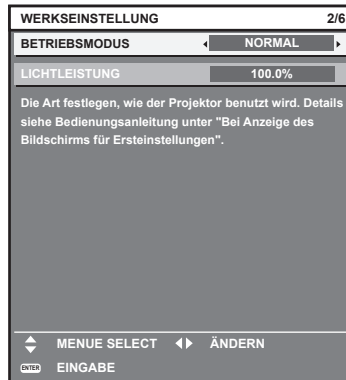 WERKSEINSTELLUNG 2/6
BETRIEBSMODUS NORMAL
LICHTLEISTUNG 100.0%
Die Art festlegen, wie der Projektor benutzt wird. Details
siehe Bedienungsanleitung unter "Bei Anzeige des
Bildschirms für Ersteinstellungen".
MENUE SELECT ÄNDERN
ENTER EINGABE